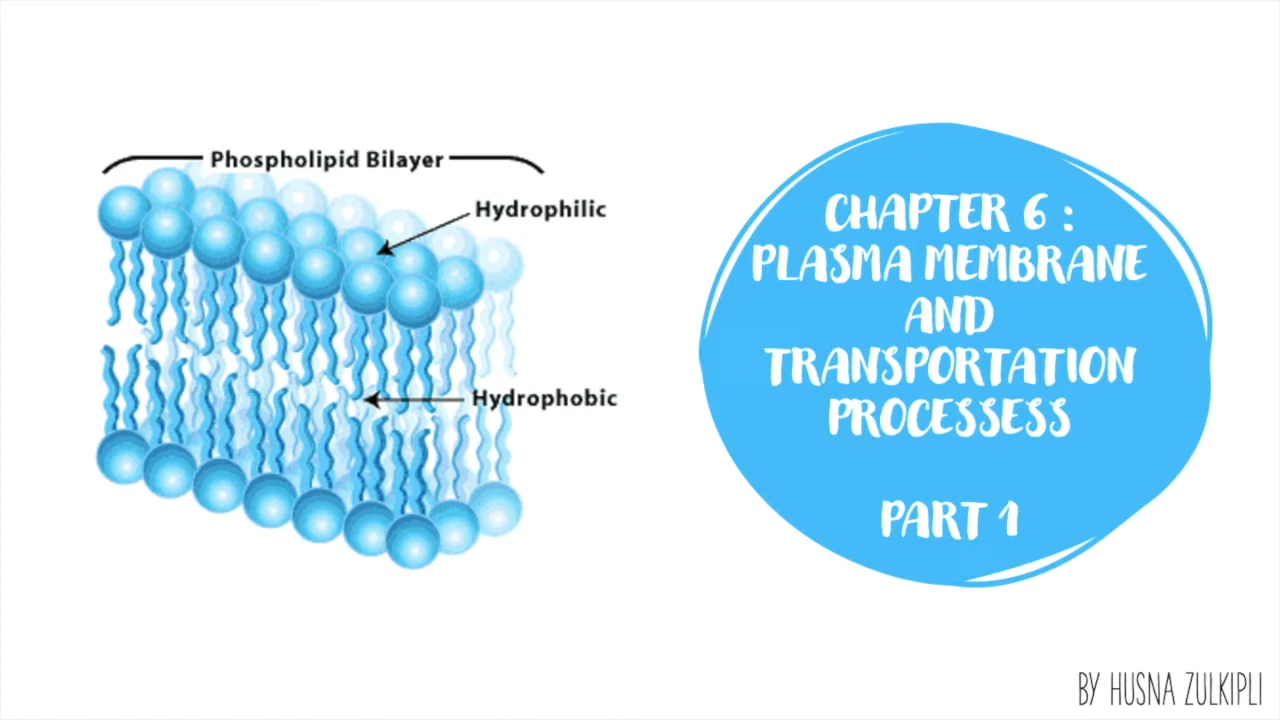 Phospholipid Bilayer
Hydrophilic
Hydrophobic
CHAPTER 6 :
PLASMA MEMBRANE
AND
TRANSPORTATION
PROCESSESS
PART 1
BY HUSNA ZULKIPLI